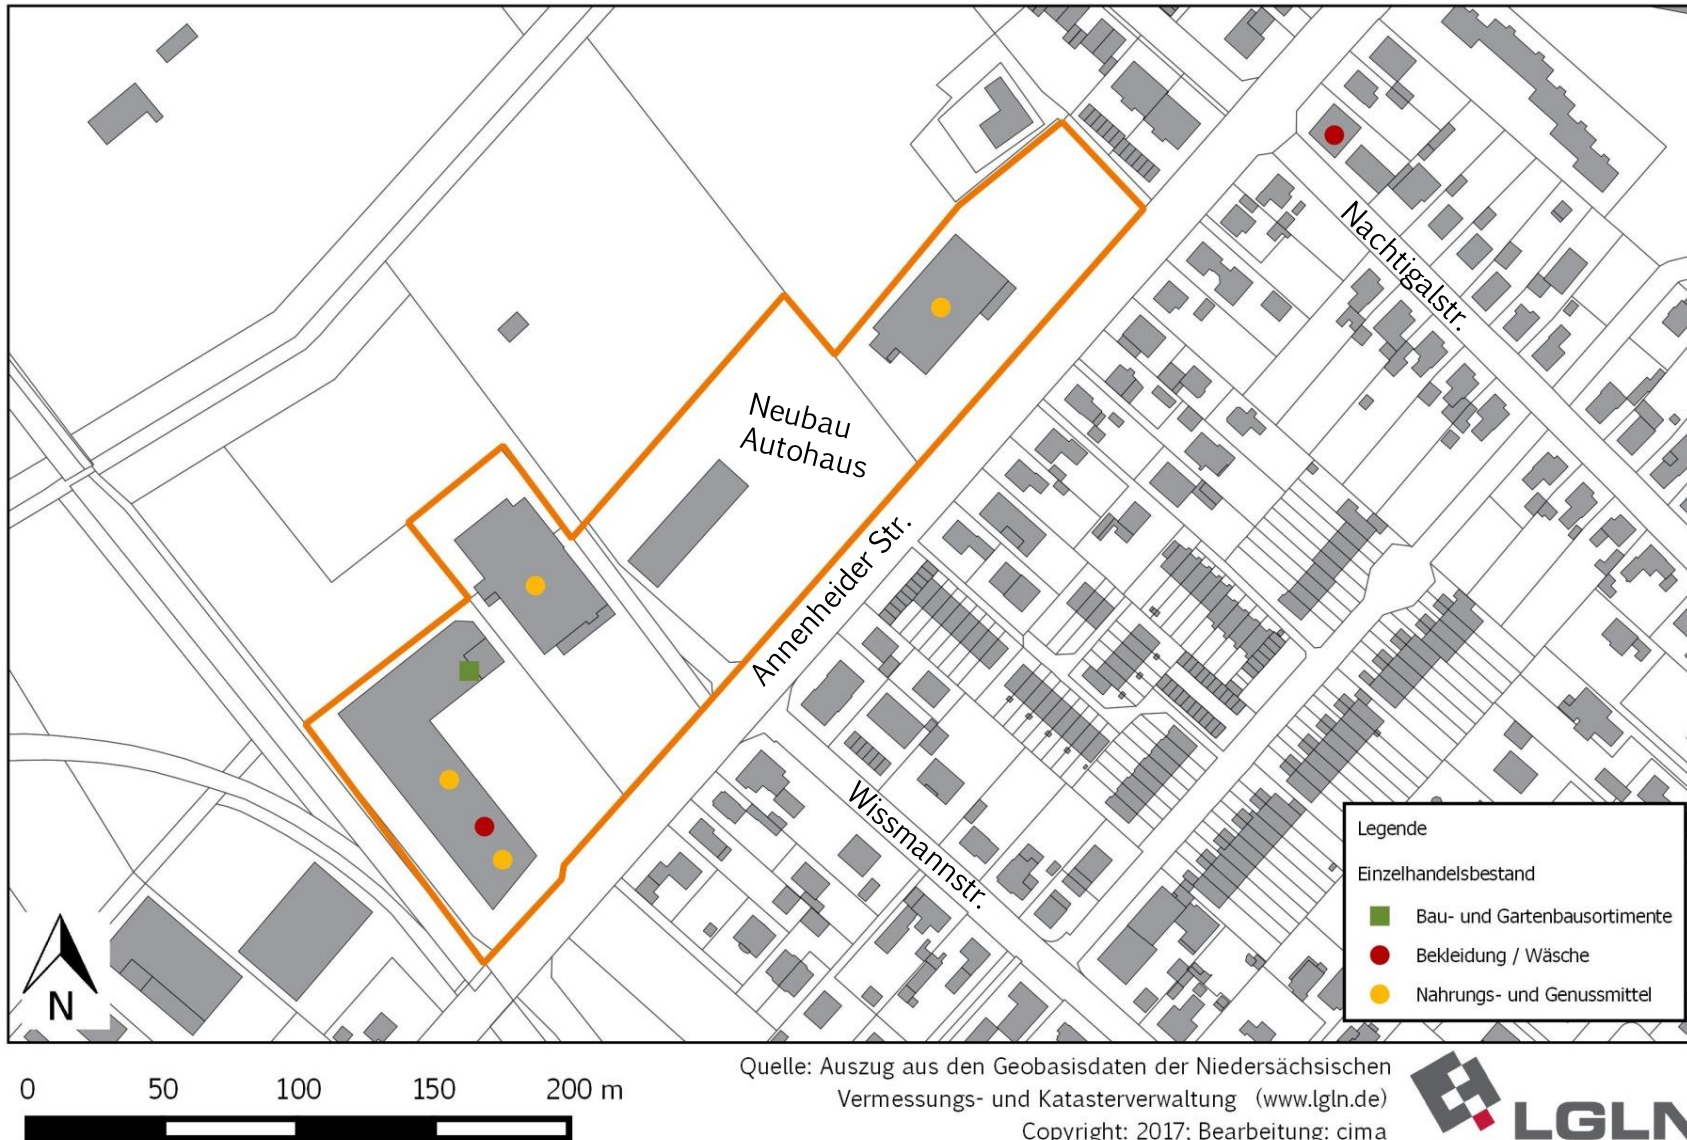 Nachtigalstr.
Neubau
Autohaus
Annenheider Str.
Wissmannstr.
Legende
Einzelhandelsbestand
Bau- und Gartenbausortimente
Bekleidung / Wäsche
Nahrungs- und Genussmittel
N
0 50 100 150 200 m
Quelle: Auszug aus den Geobasisdaten der Niedersächsischen
Vermessungs- und Katasterverwaltung (www.lgln.de)
Copyright: 2017; Bearbeitung: cima
LGLN